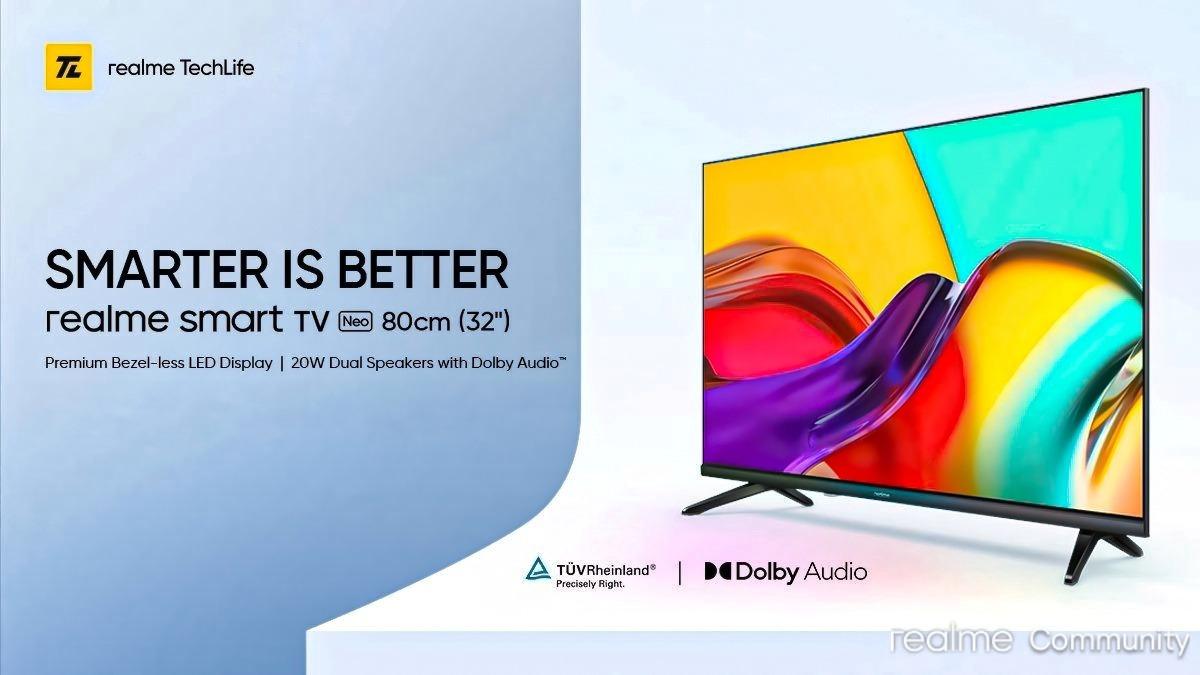 TL realme TechLife
SMARTER IS BETTER
realme smart TV Neo 80cm (32")
Premium Bezel-less LED Display | 20W Dual Speakers with Dolby Audio™
realme
TÜVRheinland® | Dolby Audio
Precisely Right.
realme Community